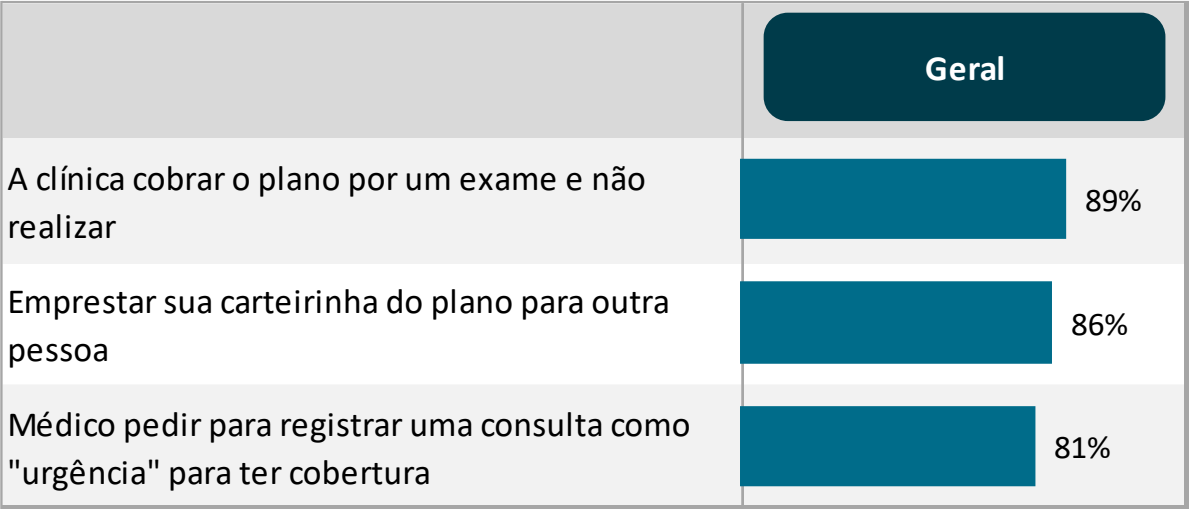 Geral
A clínica cobrar o plano por um exame e não
realizar
89%
Emprestar sua carteirinha do plano para outra
pessoa
86%
Médico pedir para registrar uma consulta como
"urgência" para ter cobertura
81%